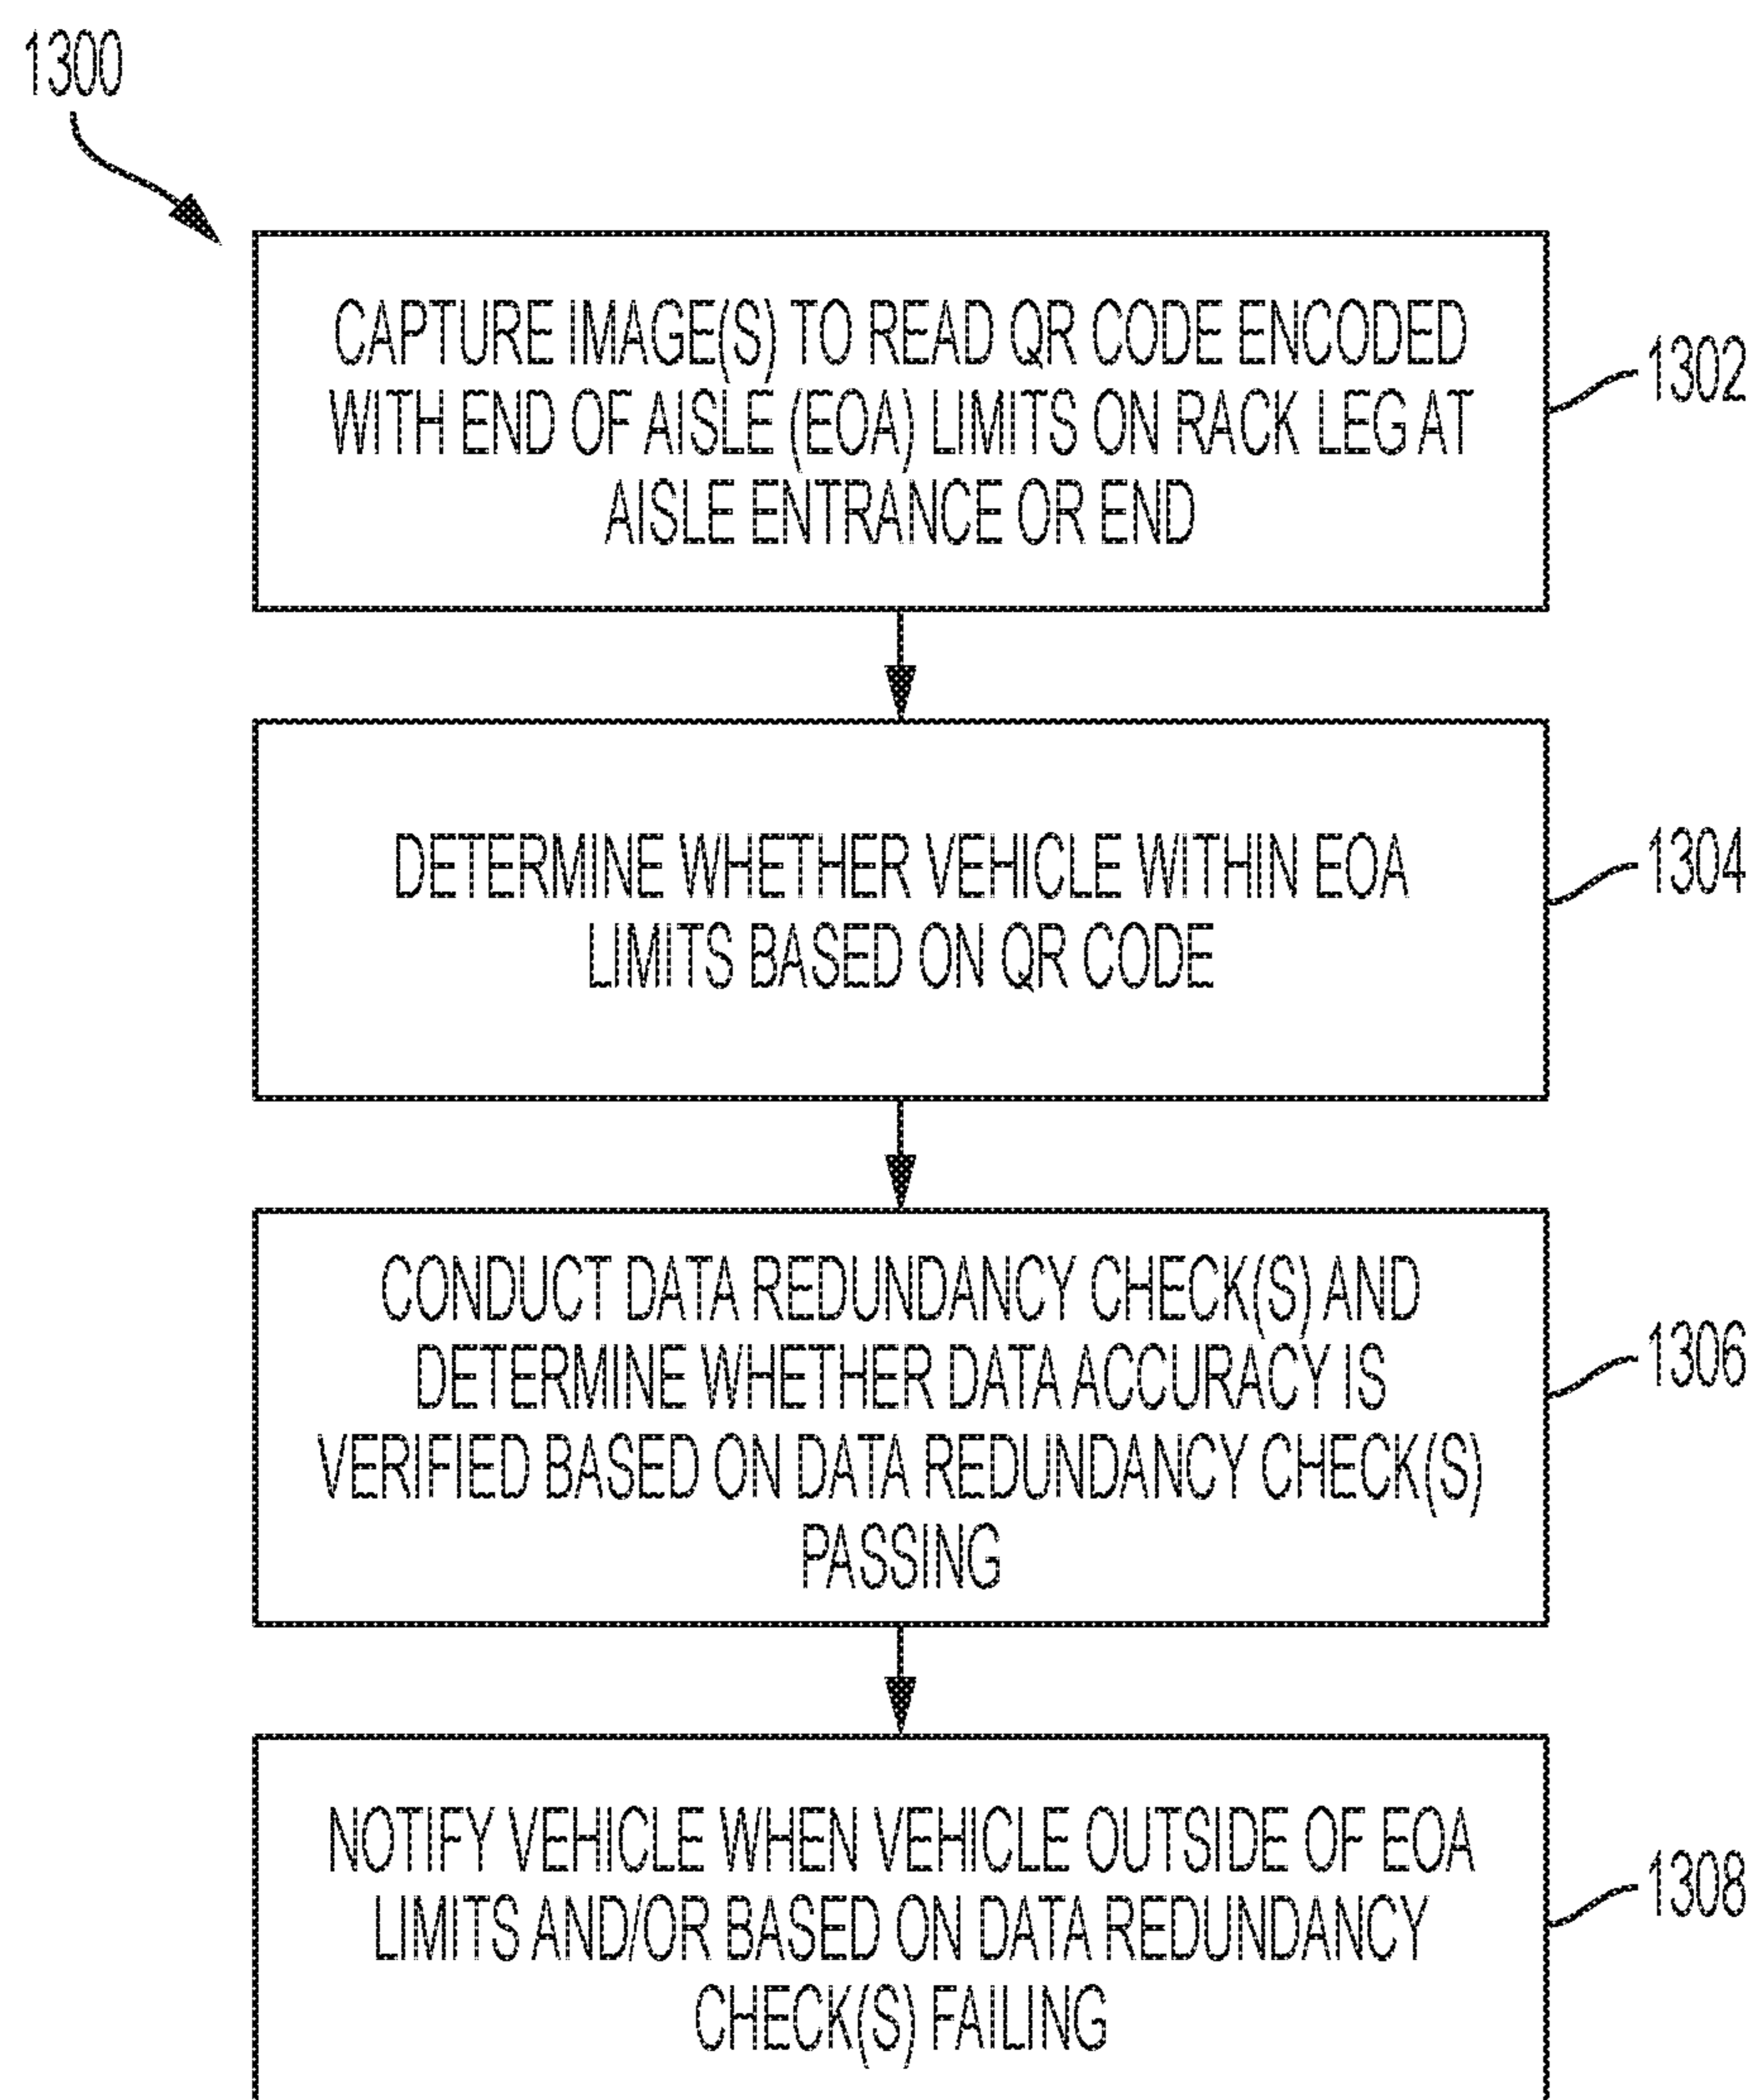 1300
CAPTURE IMAGE(S) TO READ QR CODE ENCODED
WITH END OF AISLE (EOA) LIMITS ON RACK LEG AT
AISLE ENTRANCE OR END
1302
DETERMINE WHETHER VEHICLE WITHIN EOA
LIMITS BASED ON QR CODE
1304
CONDUCT DATA REDUNDANCY CHECK(S) AND
DETERMINE WHETHER DATA ACCURACY IS
VERIFIED BASED ON DATA REDUNDANCY CHECK(S)
PASSING
1306
NOTIFY VEHICLE WHEN VEHICLE OUTSIDE OF EOA
LIMITS AND/OR BASED ON DATA REDUNDANCY
CHECK(S) FAILING
1308